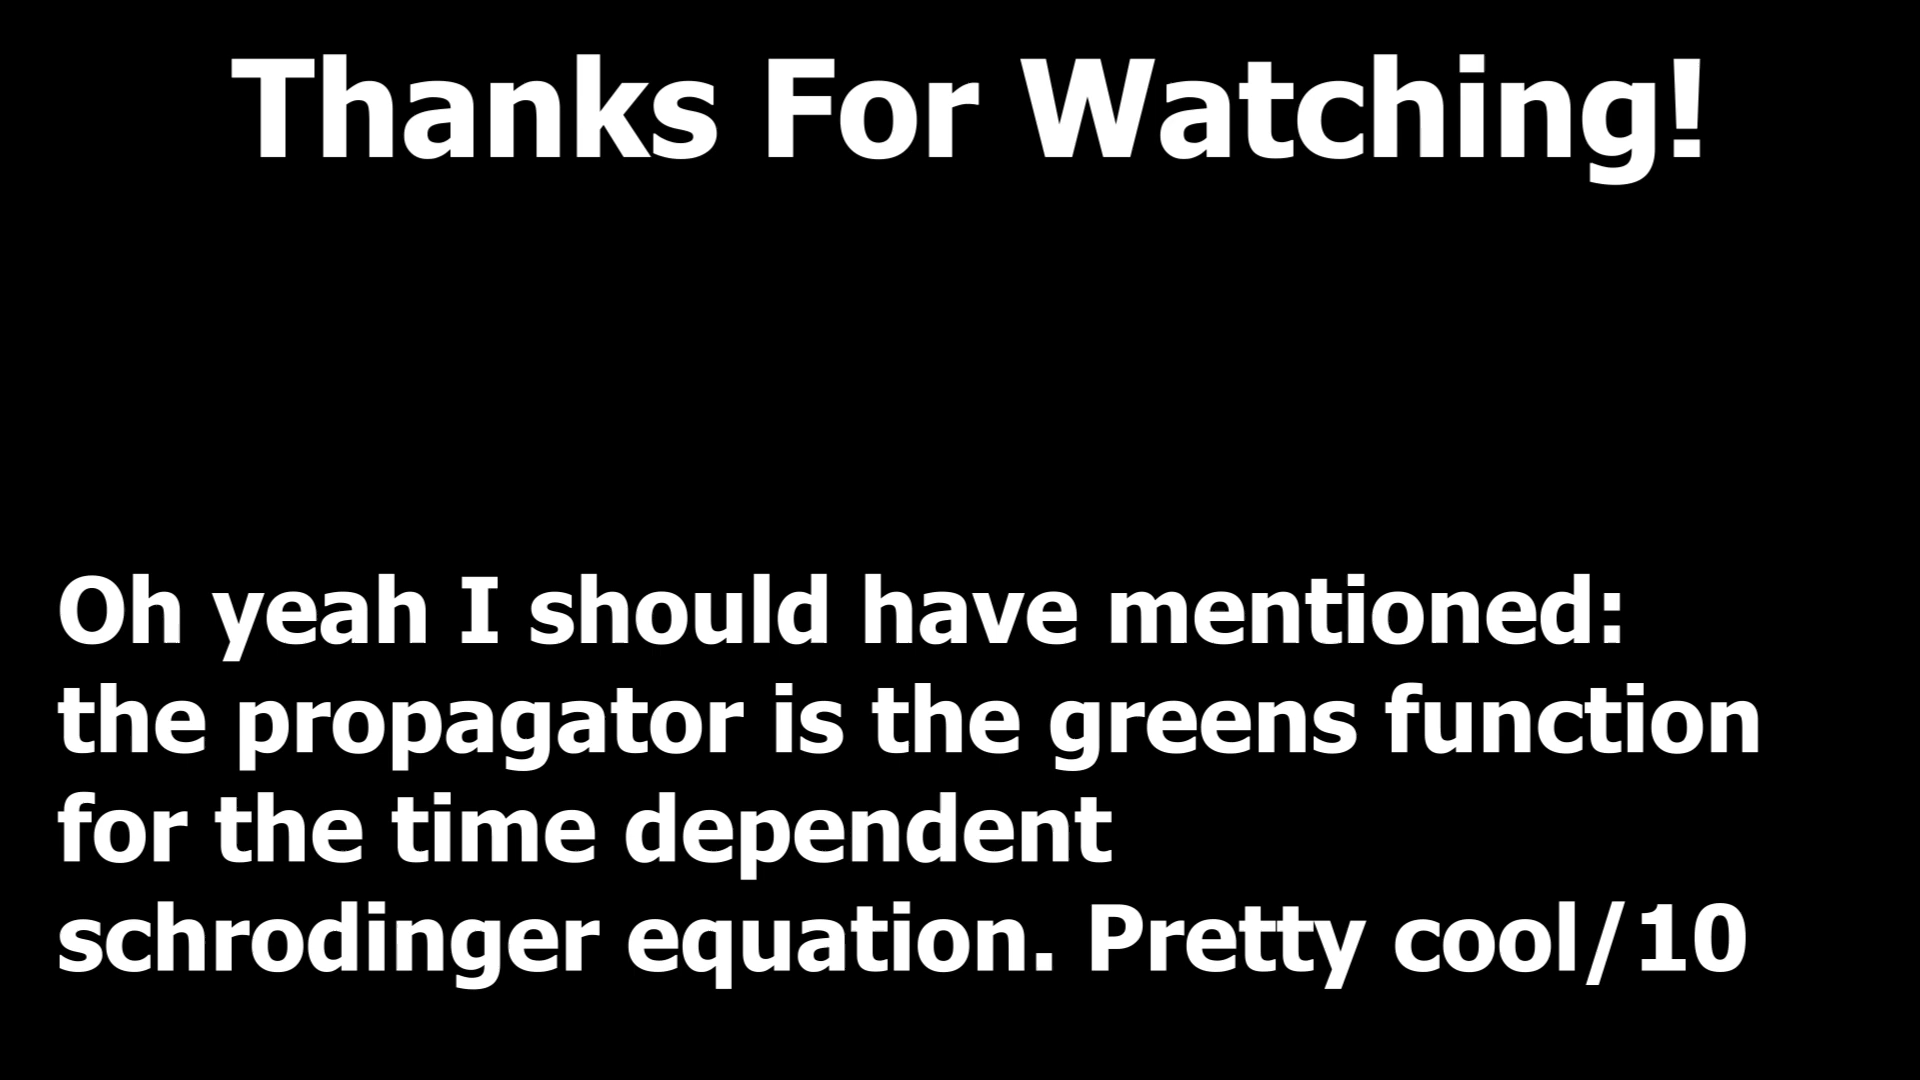 Thanks For Watching!
Oh yeah I should have mentioned:
the propagator is the greens function
for the time dependent
schrodinger equation. Pretty cool/10